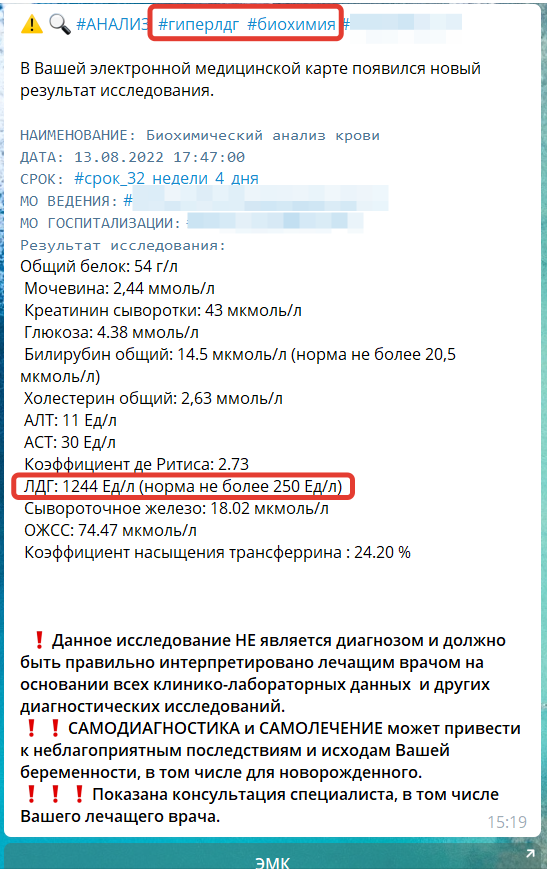 #АНАЛИЗ #гиперлдг #биохимия #
В Вашей электронной медицинской карте появился новый
результат исследования.
НАИМЕНОВАНИЕ: Биохимический анализ крови
ДАТА: 13.08.2022 17:47:00
СРОК: #срок_32_недели_4_дня
МО ВЕДЕНИЯ: #
МО ГОСПИТАЛИЗАЦИИ:
Результат исследования:
Общий белок: 54 г/л
Мочевина: 2,44 ммоль/л
Креатинин сыворотки: 43 мкмоль/л
Глюкоза: 4.38 ммоль/л
Билирубин общий: 14.5 мкмоль/л (норма не более 20,5
мкмоль/л)
Холестерин общий: 2,63 ммоль/л
АЛТ: 11 Ед/л
АСТ: 30 Ед/л
Коэффициент де Ритиса: 2.73
ЛДГ: 1244 Ед/л (норма не более 250 Ед/л)
Сывороточное железо: 18.02 мкмоль/л
ОЖСС: 74.47 мкмоль/л
Коэффициент насыщения трансферрина : 24.20 %
❗ Данное исследование НЕ является диагнозом и должно
быть правильно интерпретировано лечащим врачом на
основании всех клинико-лабораторных данных и других
диагностических исследований.
❗ ❗ САМОДИАГНОСТИКА и САМОЛЕЧЕНИЕ может привести
к неблагоприятным последствиям и исходам Вашей
беременности, в том числе для новорожденного.
❗ ❗ ❗ Показана консультация специалиста, в том числе
Вашего лечащего врача.
15:19
ЭМК